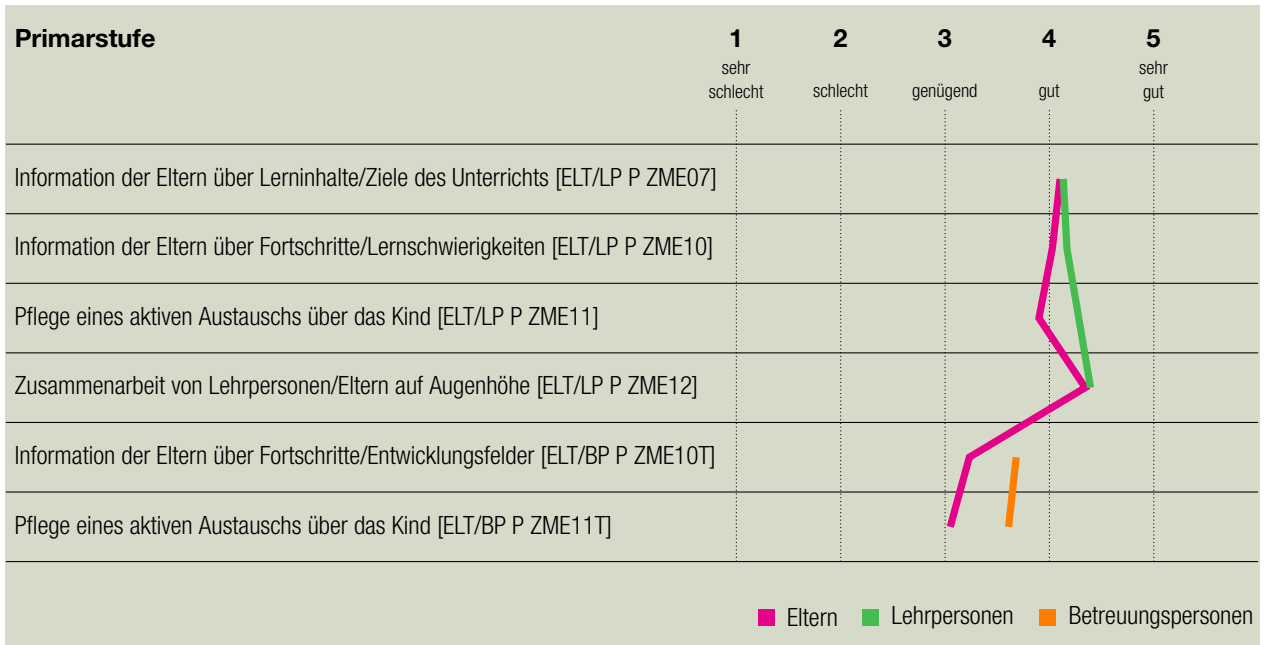 Primarstufe 1 2 3 4 5
sehr schlecht schlecht genügend gut sehr gut
Information der Eltern über Lerninhalte/Ziele des Unterrichts [ELT/LP P ZME07]
Information der Eltern über Fortschritte/Lernschwierigkeiten [ELT/LP P ZME10]
Pflege eines aktiven Austauschs über das Kind [ELT/LP P ZME11]
Zusammenarbeit von Lehrpersonen/Eltern auf Augenhöhe [ELT/LP P ZME12]
Information der Eltern über Fortschritte/Entwicklungsfelder [ELT/BP P ZME10T]
Pflege eines aktiven Austauschs über das Kind [ELT/BP P ZME11T]
Eltern Lehrpersonen Betreuungspersonen